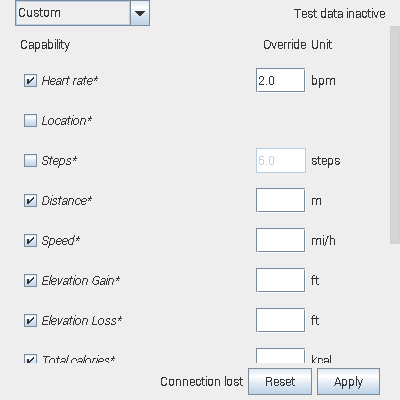 Custom Test data inactive
Capability Override Unit
Heart rate* 2.0 bpm
Location*
Steps* 5.0 steps
Distance* m
Speed* mi/h
Elevation Gain* ft
Elevation Loss* ft
Total calories* kcal
Connection lost Reset Apply